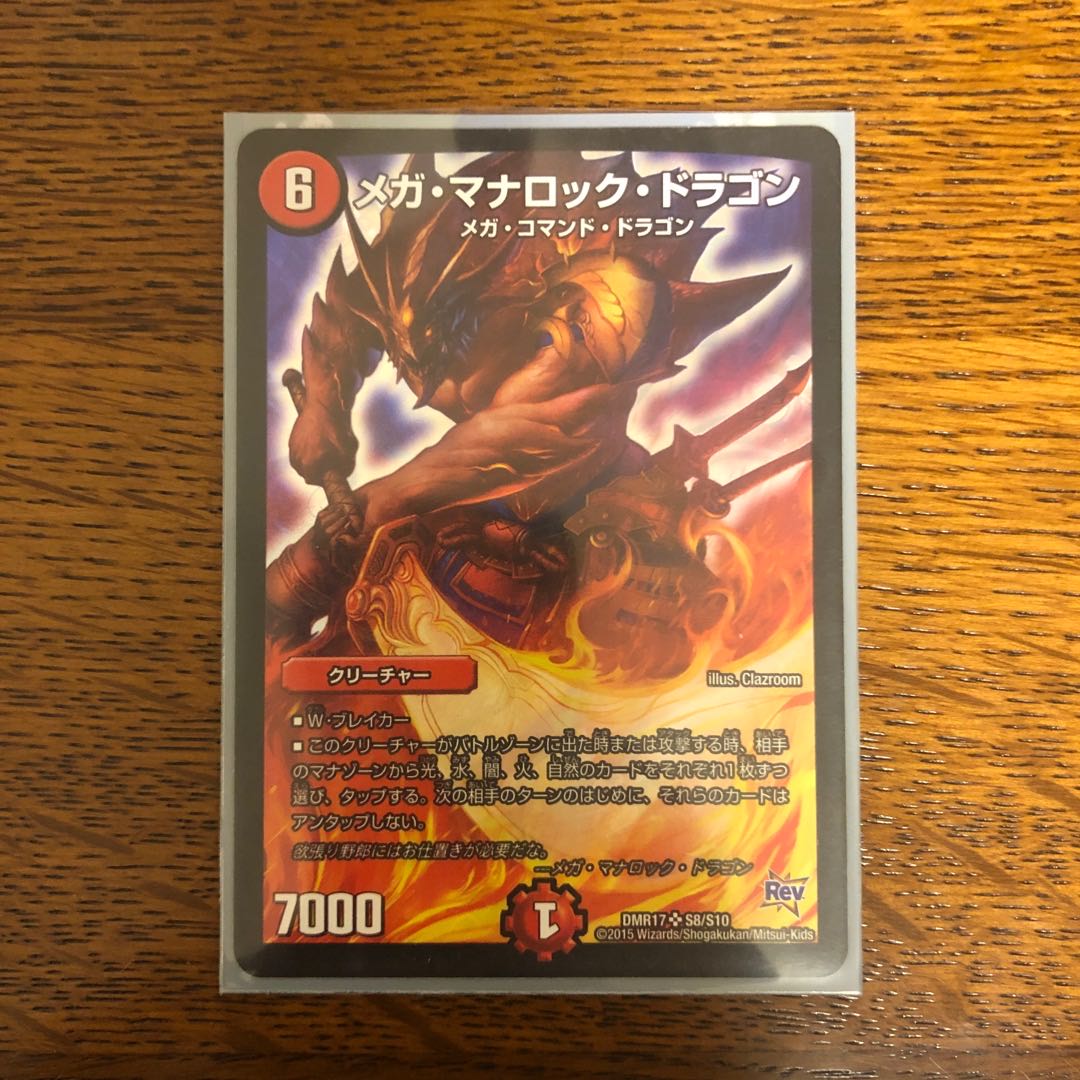 6
メガ・マナロック・ドラゴン
メガ・コマンド・ドラゴン
クリーチャー
illus. Clazroom
■ W・ブレイカー
■ このクリーチャーがバトルゾーンに出た時または攻撃する時、相手
のマナゾーンから光、水、闇、火、自然のカードをそれぞれ1枚ずつ
選び、タップする。次の相手のターンのはじめに、それらのカードは
アンタップしない。
欲張り野郎にはお仕置きが必要だな。
―メガ・マナロック・ドラゴン
Rev
7000
1
DMR17 S8/S10
©2015 Wizards/Shogakukan/Mitsui-Kids